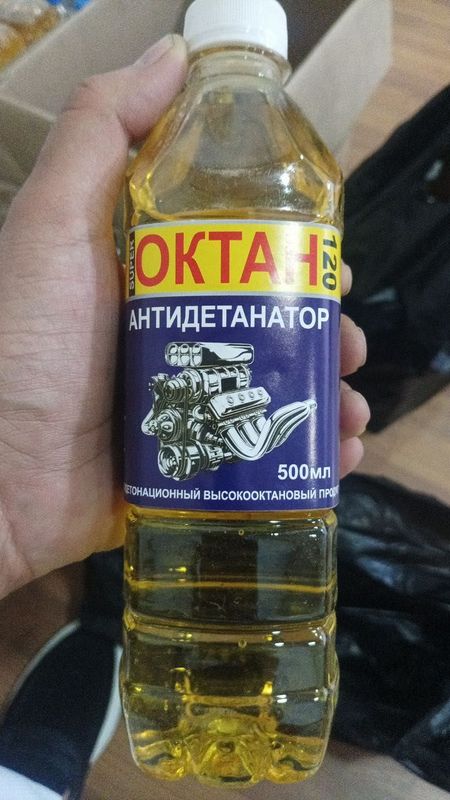 SUPER ОКТАН 120
АНТИДЕТАНАТОР
500мл
ВЫСОКООКТАНОВЫЙ